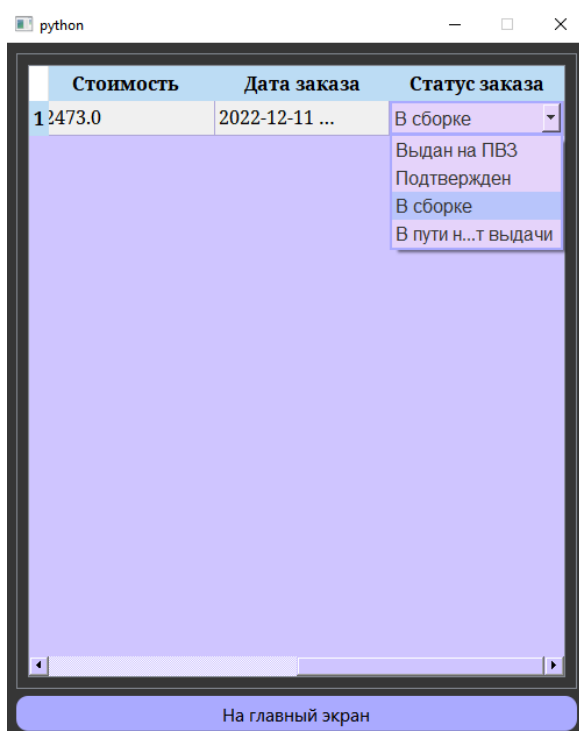 python
Стоимость Дата заказа Статус заказа
1 2473.0 2022-12-11 ... В сборке
Выдан на ПВЗ
Подтвержден
В сборке
В пути н...т выдачи
На главный экран